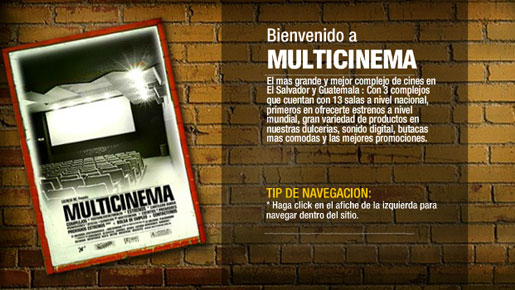 Bienvenido a
MULTICINEMA
El mas grande y mejor complejo de cines en
El Salvador y Guatemala : Con 3 complejos
que cuentan con 13 salas a nivel nacional,
primeros en ofrecerte estrenos a nivel
mundial, gran variedad de productos en
nuestras dulcerias, sonido digital, butacas
mas comodas y las mejores promociones.
TIP DE NAVEGACION:
* Haga click en el afiche de la izquierda para
navegar dentro del sitio.
MULTICINEMA